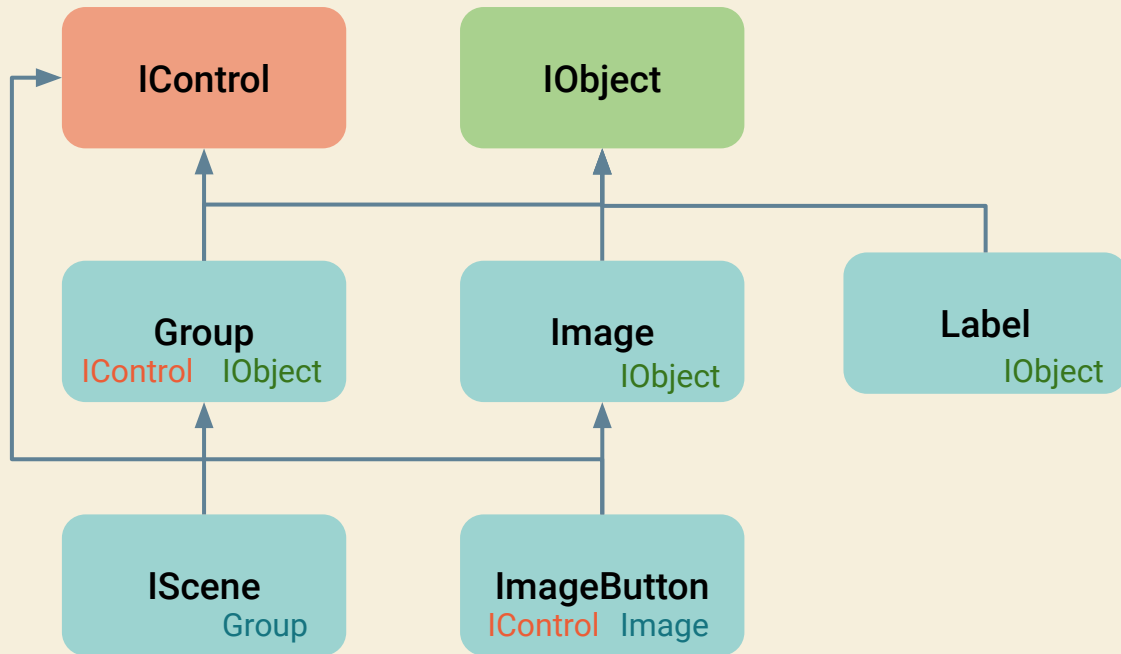 IControl
IObject
Group
IControl IObject
Image
IObject
Label
IObject
IScene
Group
ImageButton
IControl Image